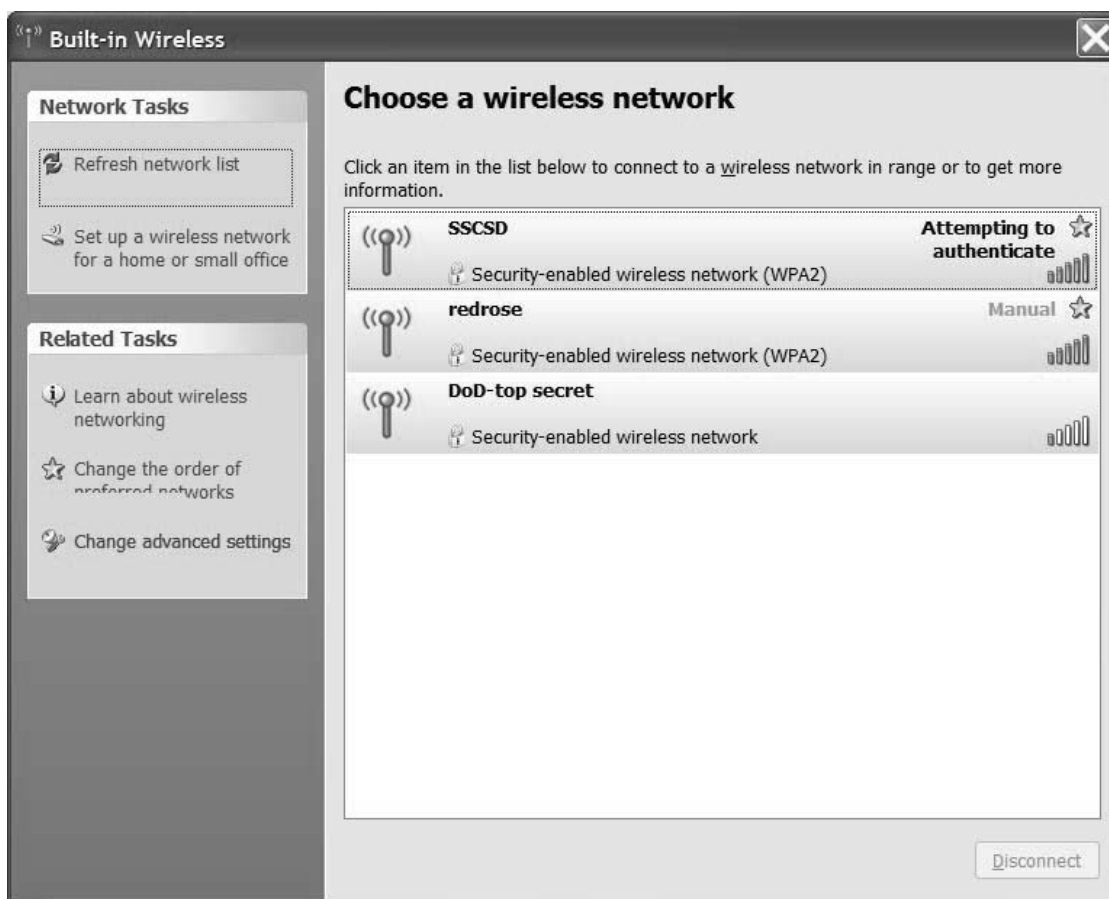 Built-in Wireless
Network Tasks
Refresh network list
Set up a wireless network
for a home or small office
Related Tasks
Learn about wireless
networking
Change the order of
preferred networks
Change advanced settings
Choose a wireless network
Click an item in the list below to connect to a wireless network in range or to get more
information.
SSCSD
Attempting to
authenticate
Security-enabled wireless network (WPA2)
redrose
Manual
Security-enabled wireless network (WPA2)
DoD-top secret
Security-enabled wireless network
Disconnect